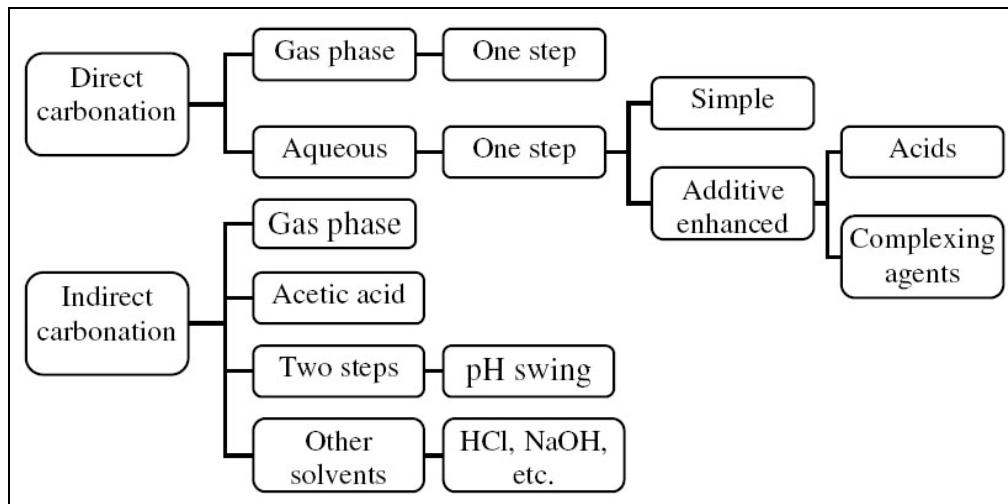 Direct
carbonation
Gas phase
One step
Aqueous
One step
Simple
Additive
enhanced
Acids
Complexing
agents
Indirect
carbonation
Gas phase
Acetic acid
Two steps
pH swing
Other
solvents
HCl, NaOH,
etc.